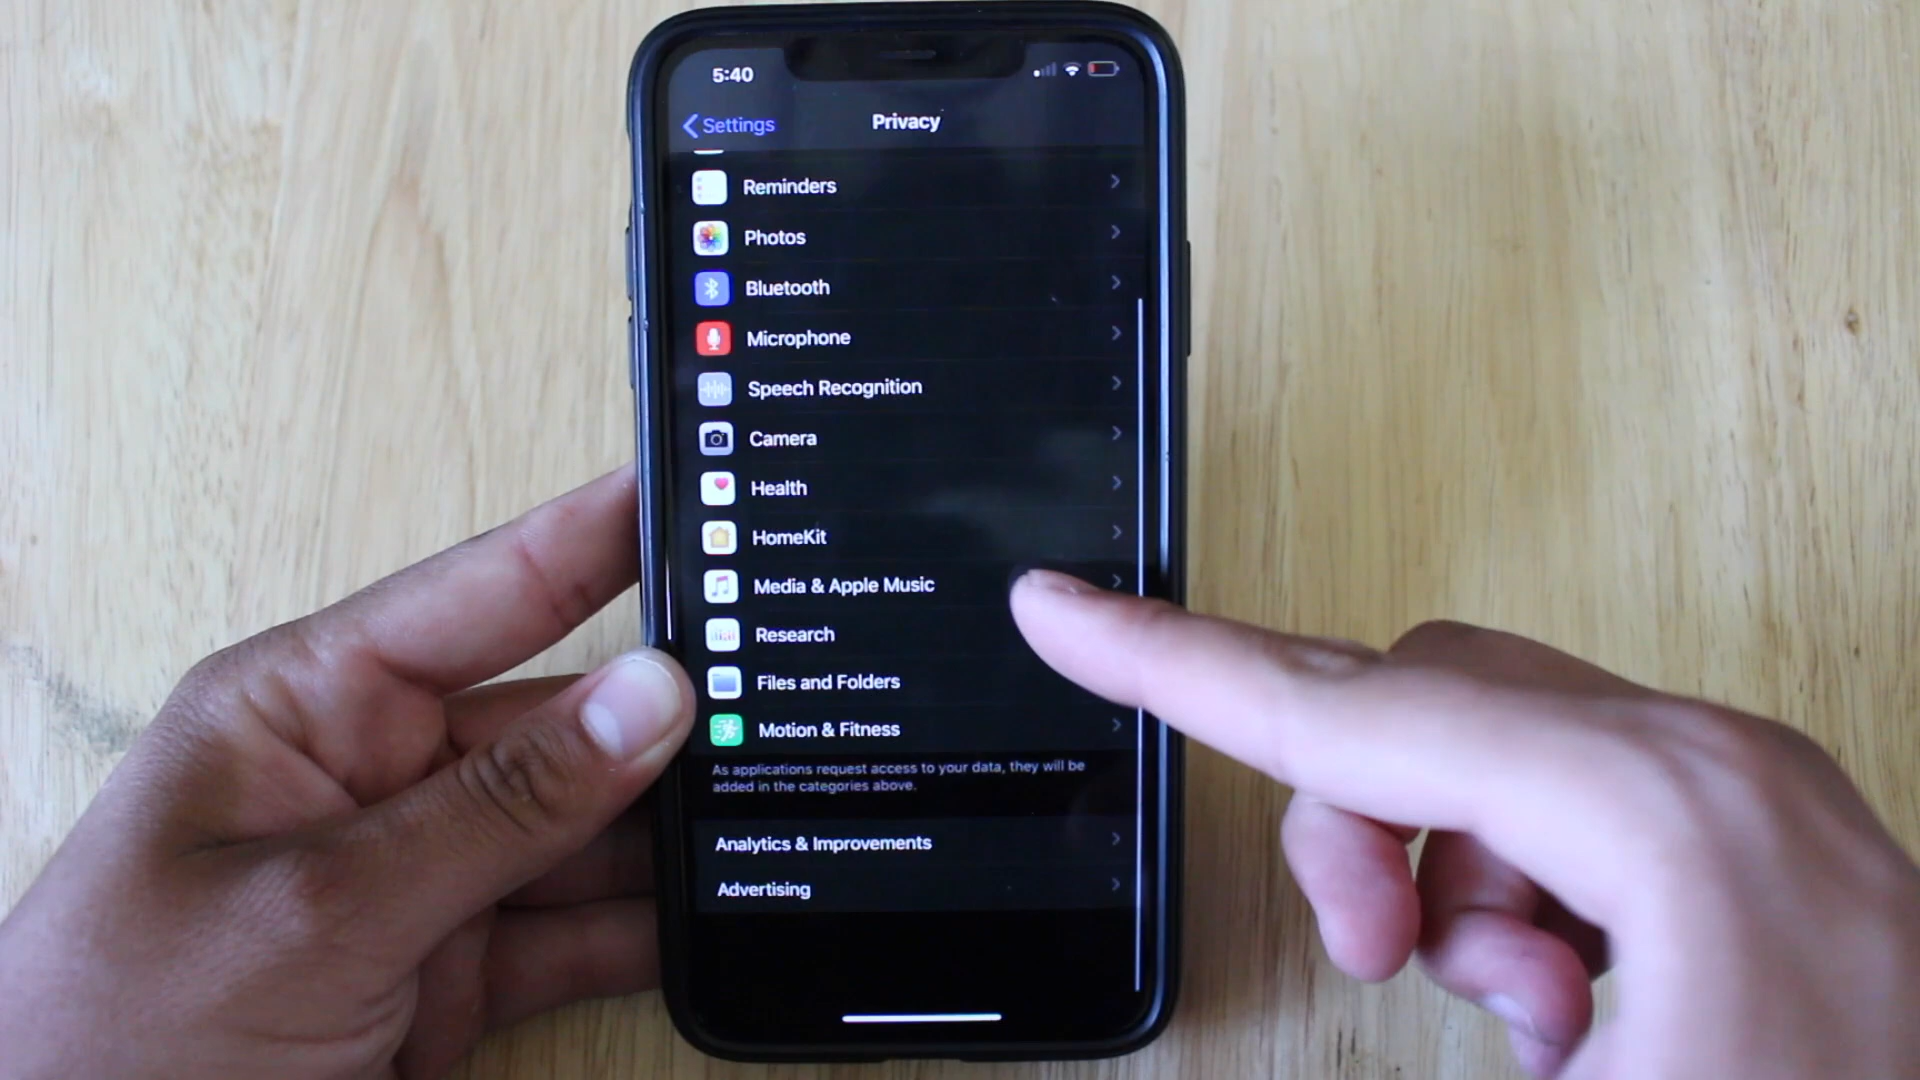 5:40
Settings
Privacy
Reminders
Photos
Bluetooth
Microphone
Speech Recognition
Camera
Health
HomeKit
Media & Apple Music
Research
Files and Folders
Motion & Fitness
As applications request access to your data, they will be
added in the categories above.
Analytics & Improvements
Advertising